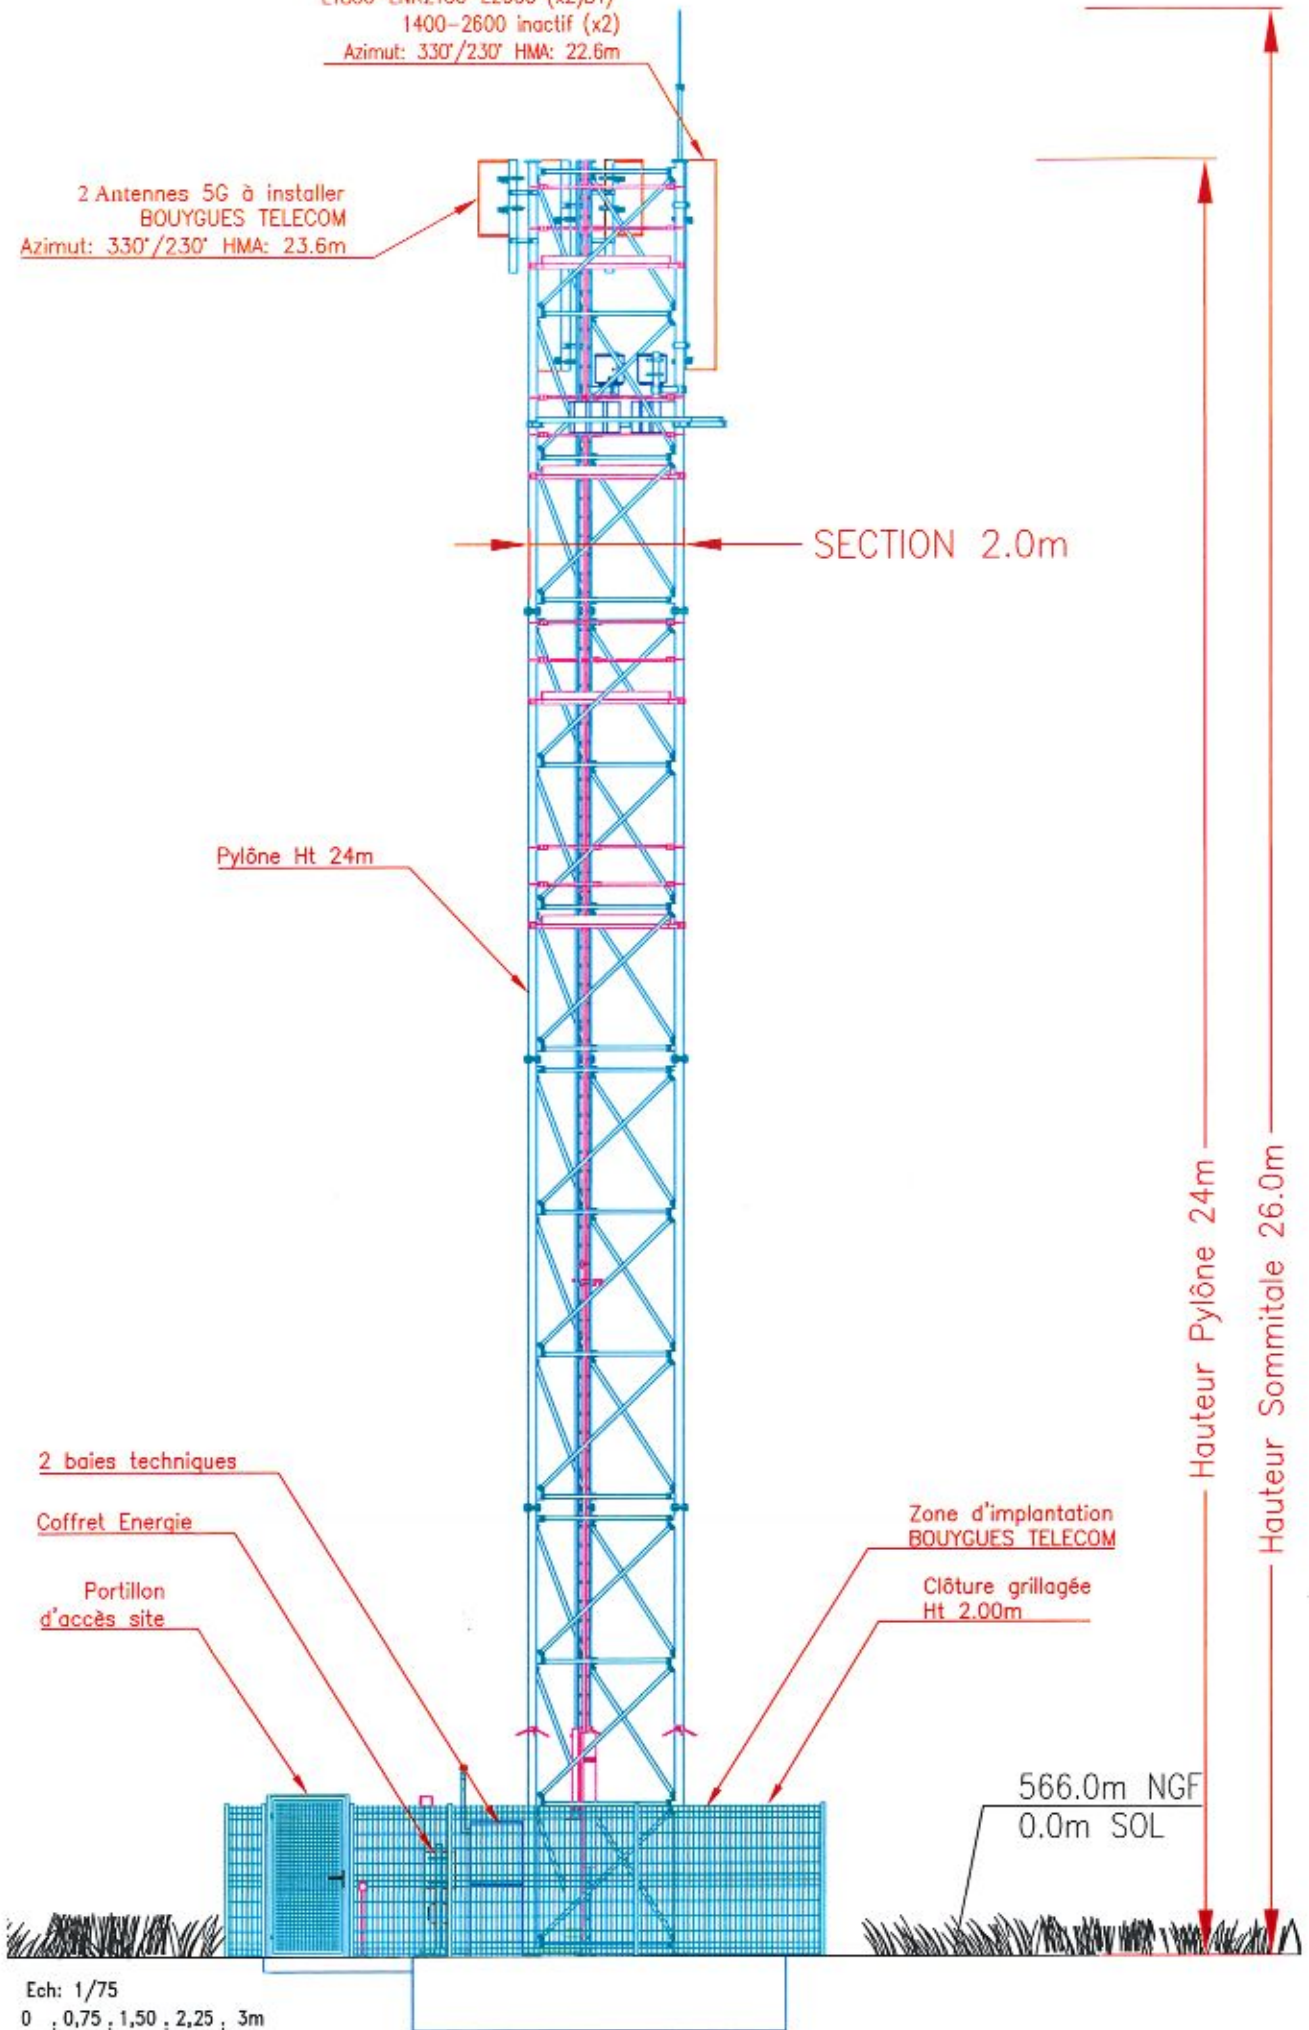 1400-2600 inactif (x2)
Azimut: 330°/230° HMA: 22.6m
2 Antennes 5G à installer
BOUYGUES TELECOM
Azimut: 330°/230° HMA: 23.6m
SECTION 2.0m
Pylône Ht 24m
Hauteur Pylône 24m
Hauteur Sommitale 26.0m
2 baies techniques
Coffret Energie
Portillon
d'accès site
Zone d'implantation
BOUYGUES TELECOM
Clôture grillagée
Ht 2.00m
566.0m NGF
0.0m SOL
Ech: 1/75
0 0,75 1,50 2,25 3m